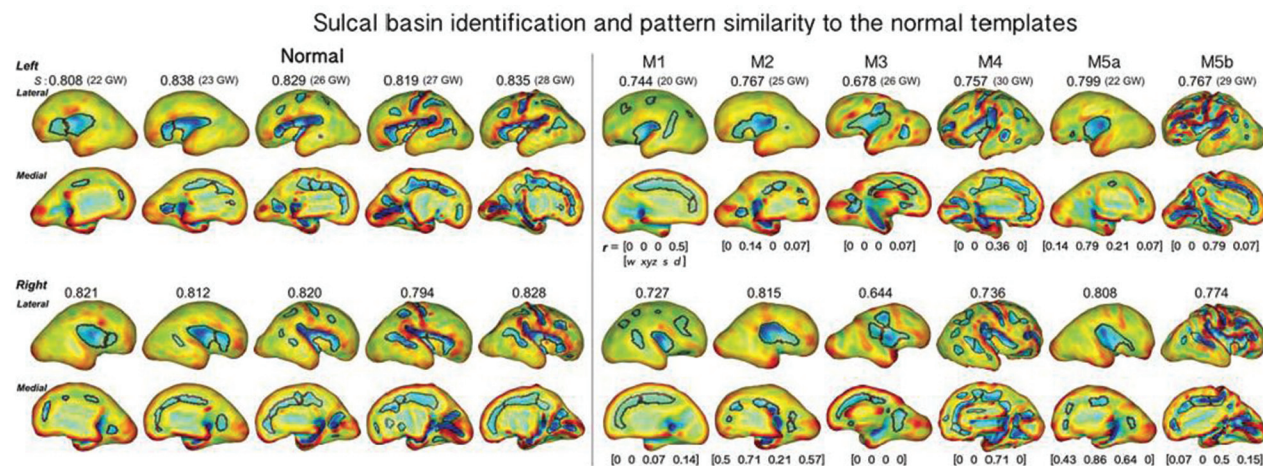 Sulcal basin identification and pattern similarity to the normal templates
Normal
Left
S : 0.808 (22 GW) 0.838 (23 GW) 0.829 (26 GW) 0.819 (27 GW) 0.835 (28 GW)
Lateral
Medial
M1 M2 M3 M4 M5a M5b
0.744 (20 GW) 0.767 (25 GW) 0.678 (26 GW) 0.757 (30 GW) 0.799 (22 GW) 0.767 (29 GW)
r = [0 0 0 0.5] [0 0.14 0 0.07] [0 0 0 0.07] [0 0 0.36 0] [0.14 0.79 0.21 0.07] [0 0 0.79 0.07]
[w xyz s d]
Right
0.821 0.812 0.820 0.794 0.828
Lateral
Medial
0.727 0.815 0.644 0.736 0.808 0.774
[0 0 0.07 0.14] [0.5 0.71 0.21 0.57] [0 0 0 0] [0 0 0.71 0] [0.43 0.86 0.64 0] [0.07 0 0.5 0.15]